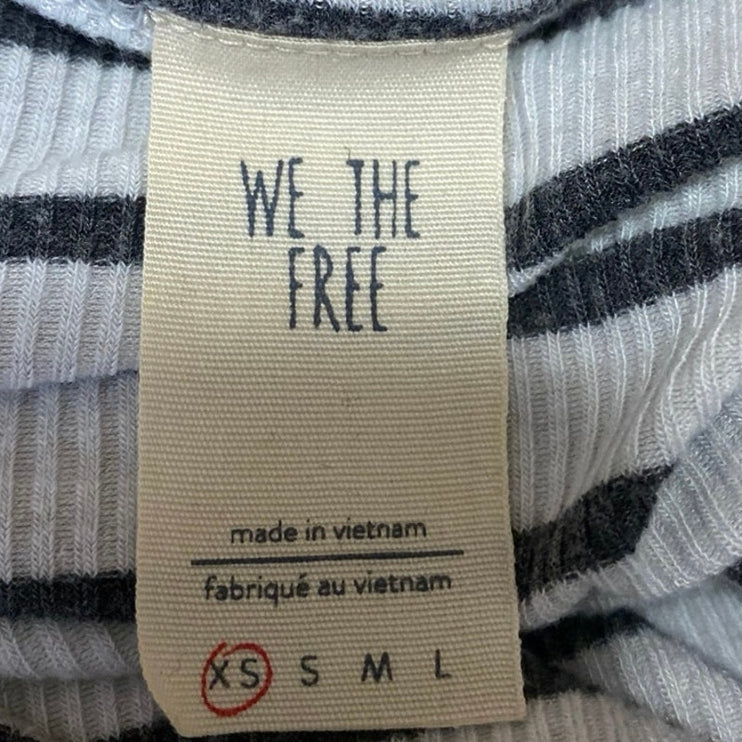 WE THE
FREE
made in vietnam
fabriqué au vietnam
XS S M L